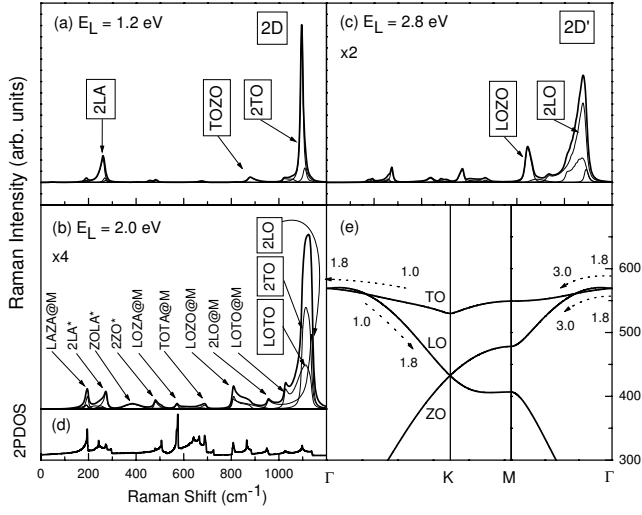 (a) E_L = 1.2 eV
2D
2LA
TOZO
2TO
(c) E_L = 2.8 eV
2D'
x2
LOZO
2LO
Raman Intensity (arb. units)
(b) E_L = 2.0 eV
x4
LAZA@M
2LA*
ZOLA*
2ZO*
LOZA@M
TOTA@M
LOZO@M
2LO@M
LOTO@M
LOTO
2TO
2LO
(e)
1.8
1.0
TO
1.0
LO
1.8
ZO
1.8
3.0
1.8
3.0
600
500
400
300
(d)
2PDOS
0 200 400 600 800 1000
Raman Shift (cm⁻¹)
Γ K M Γ